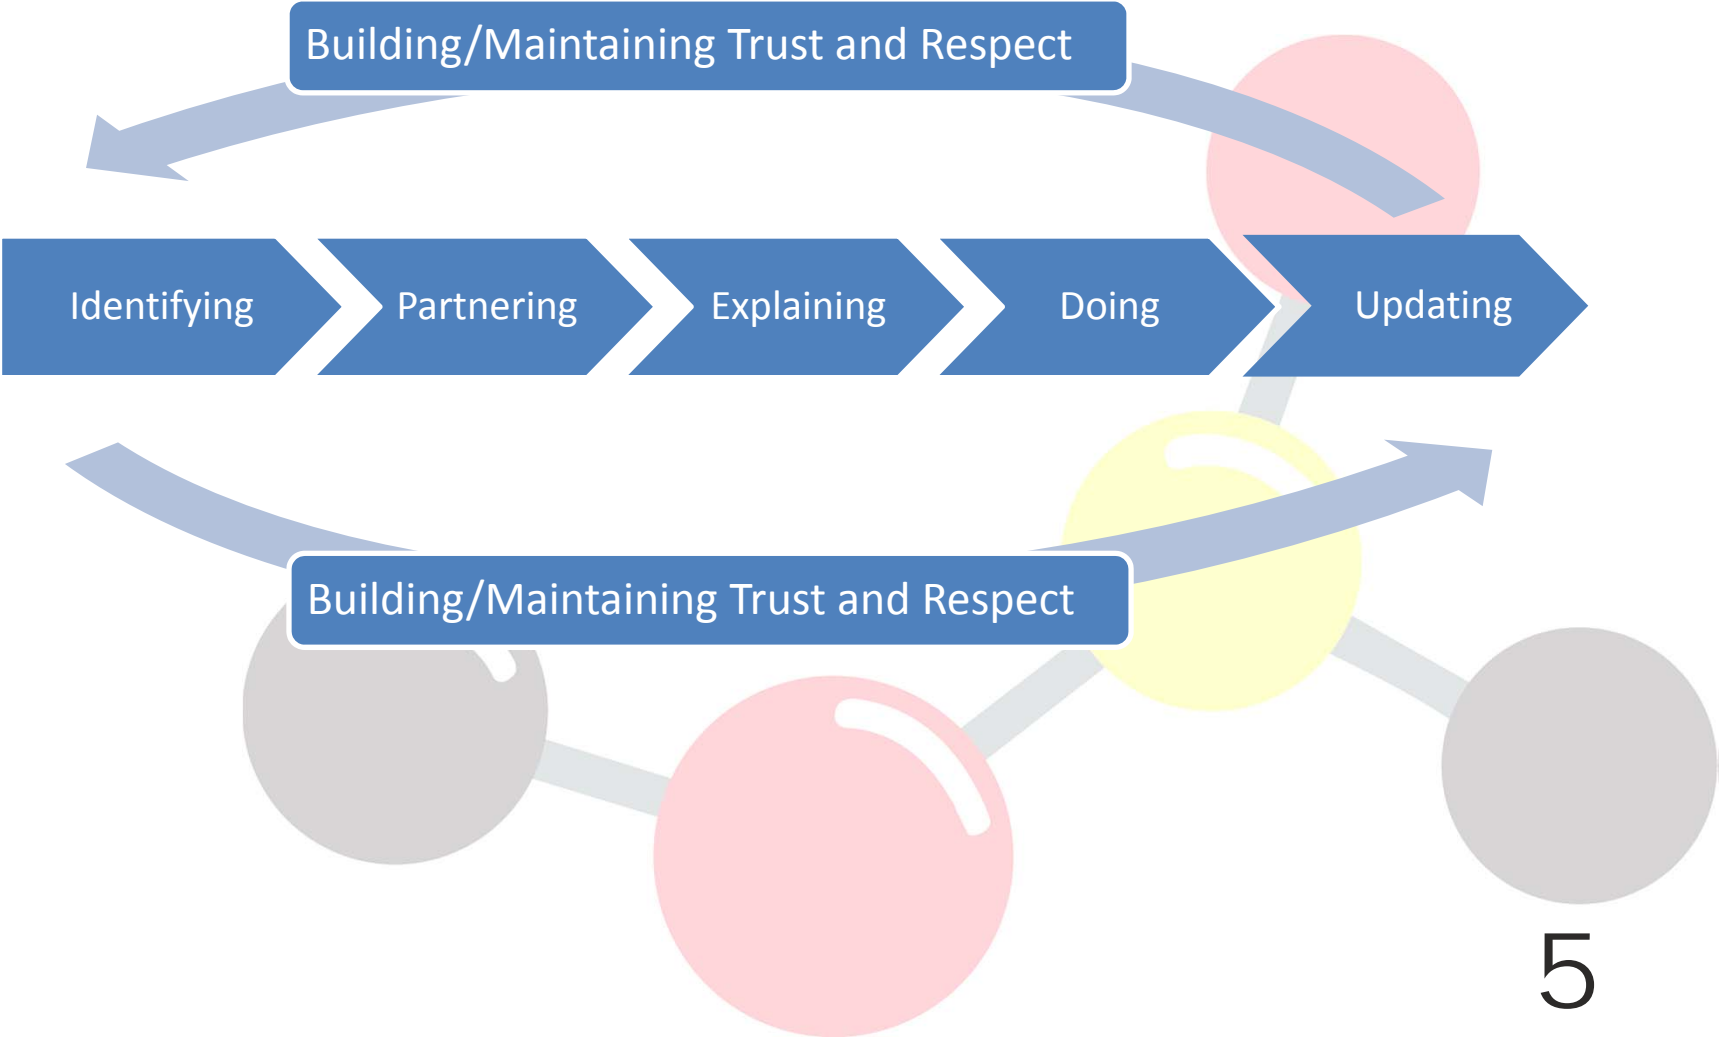 Building/Maintaining Trust and Respect
Identifying
Partnering
Explaining
Doing
Updating
Building/Maintaining Trust and Respect
5